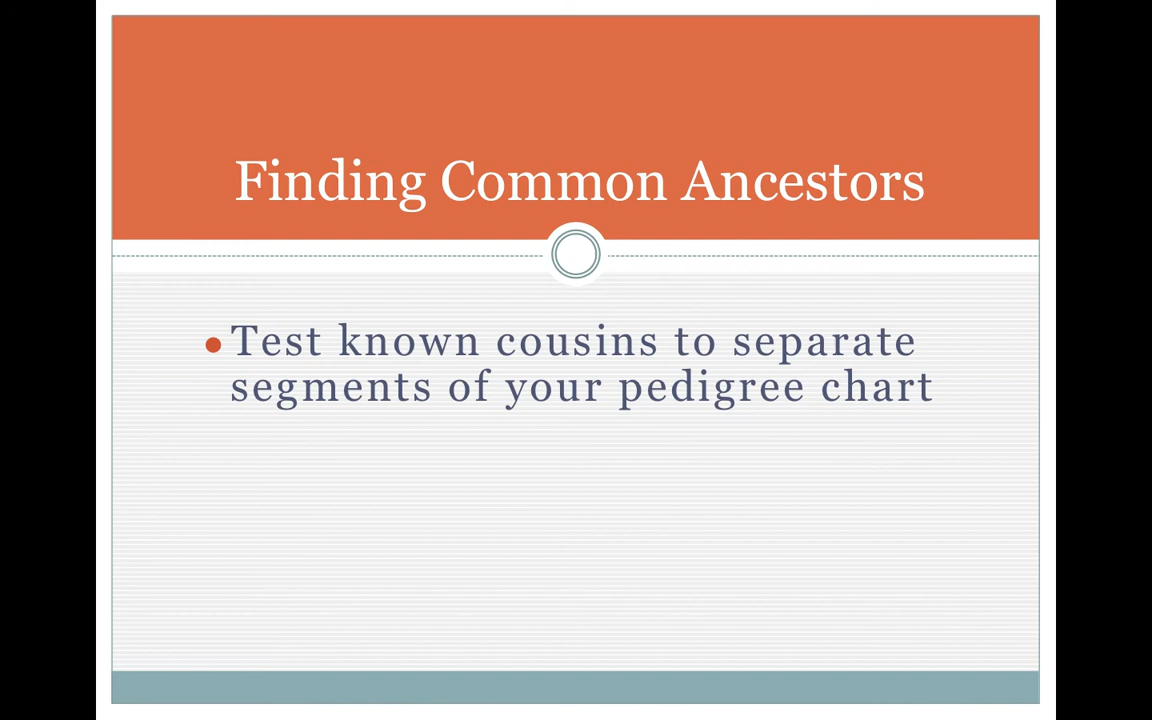 Finding Common Ancestors
•Test known cousins to separate
segments of your pedigree chart